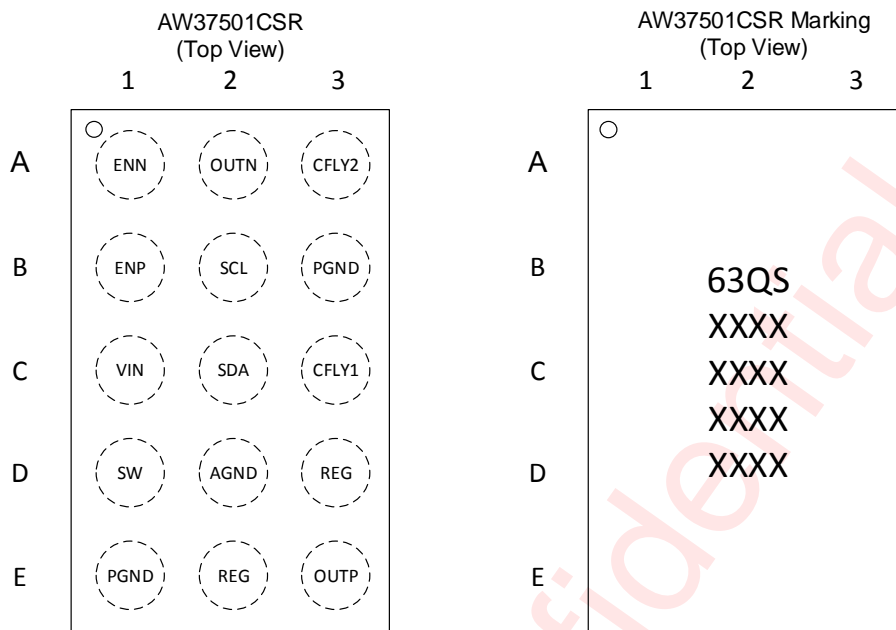 AW37501CSR
(Top View)
1 2 3
A ENN OUTN CFLY2
B ENP SCL PGND
C VIN SDA CFLY1
D SW AGND REG
E PGND REG OUTP
AW37501CSR Marking
(Top View)
1 2 3
A
B
C
D
E
63QS
XXXX
XXXX
XXXX
XXXX